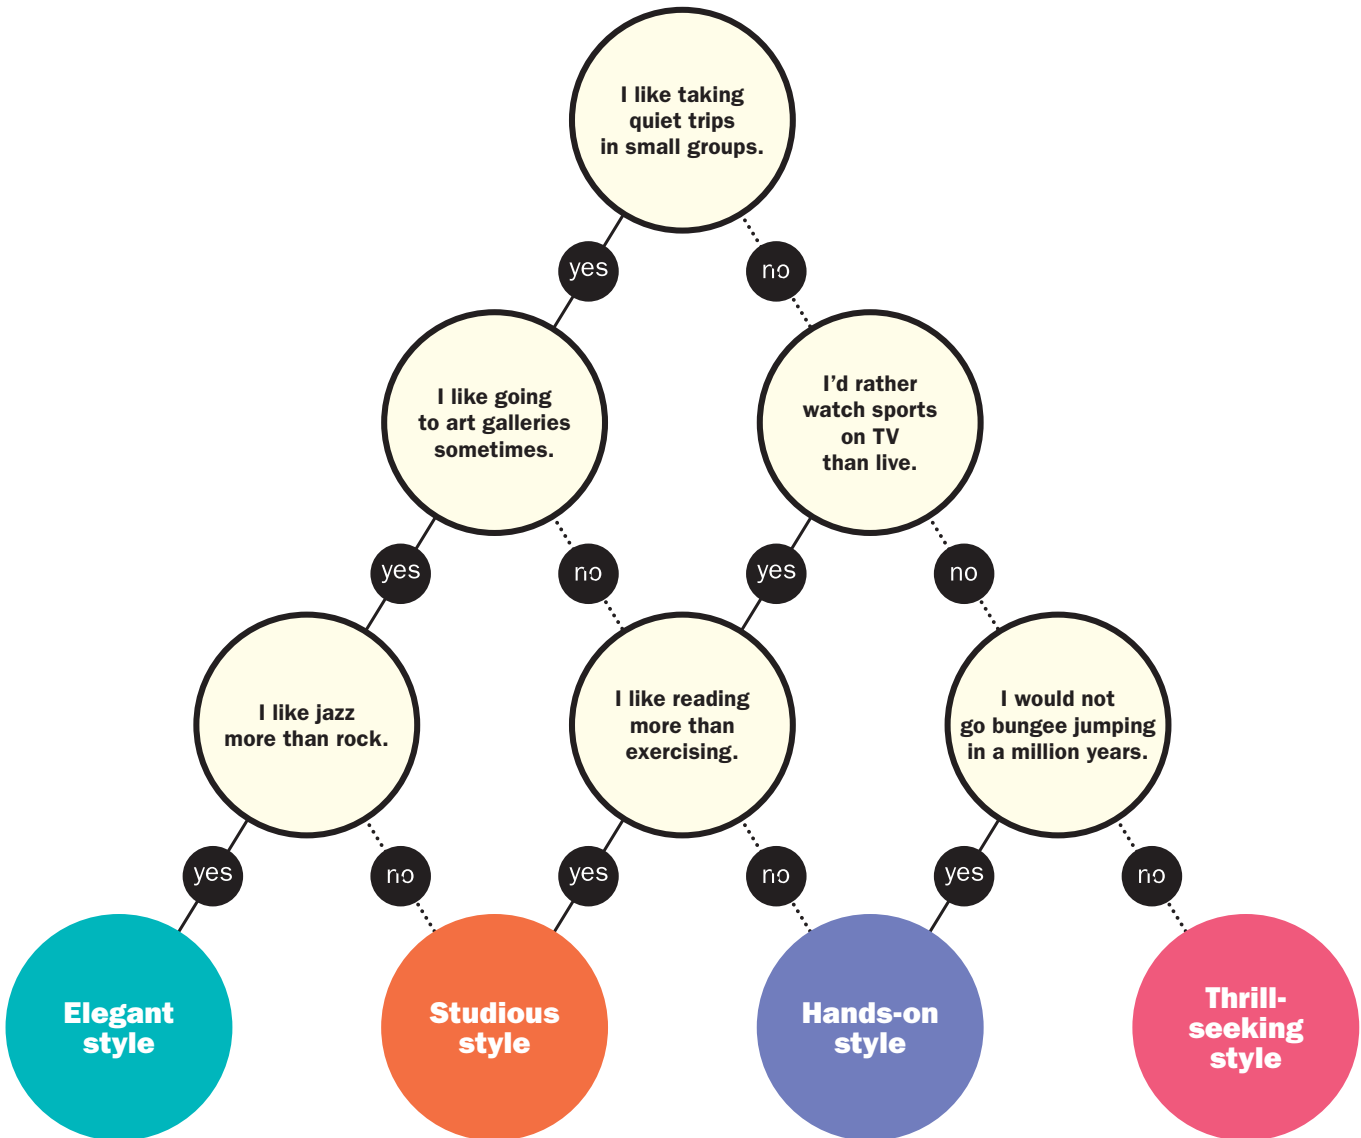 I like taking
quiet trips
in small groups.
yes
no
I like going
to art galleries
sometimes.
I'd rather
watch sports
on TV
than live.
yes
no
yes
no
I like jazz
more than rock.
I like reading
more than
exercising.
I would not
go bungee jumping
in a million years.
yes
no
yes
no
yes
no
Elegant
style
Studious
style
Hands-on
style
Thrill-
seeking
style